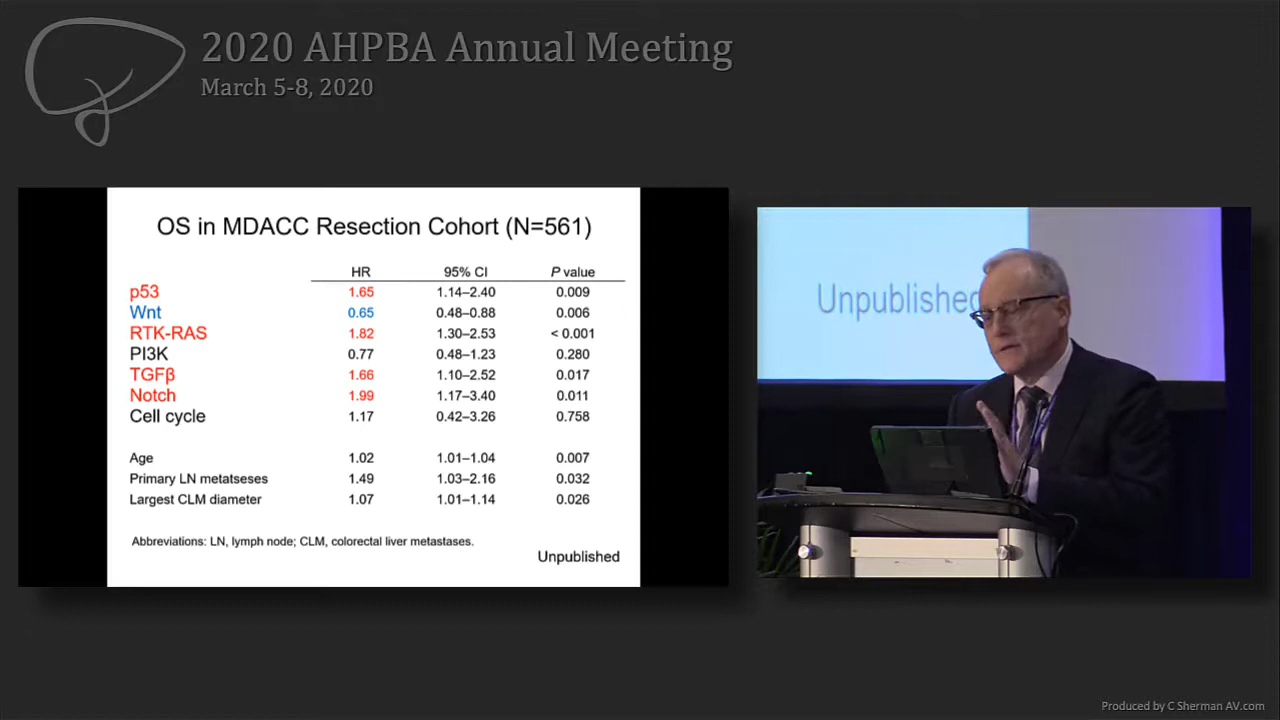 2020 AHPBA Annual Meeting
March 5-8, 2020
OS in MDACC Resection Cohort (N=561)
HR 95% CI P value
p53 1.65 1.14–2.40 0.009
Wnt 0.65 0.48–0.88 0.006
RTK-RAS 1.82 1.30–2.53 < 0.001
PI3K 0.77 0.48–1.23 0.280
TGFβ 1.66 1.10–2.52 0.017
Notch 1.99 1.17–3.40 0.011
Cell cycle 1.17 0.42–3.26 0.758
Age 1.02 1.01–1.04 0.007
Primary LN metatseses 1.49 1.03–2.16 0.032
Largest CLM diameter 1.07 1.01–1.14 0.026
Abbreviations: LN, lymph node; CLM, colorectal liver metastases.
Unpublished
Unpublished
Produced by C Sherman AV.com